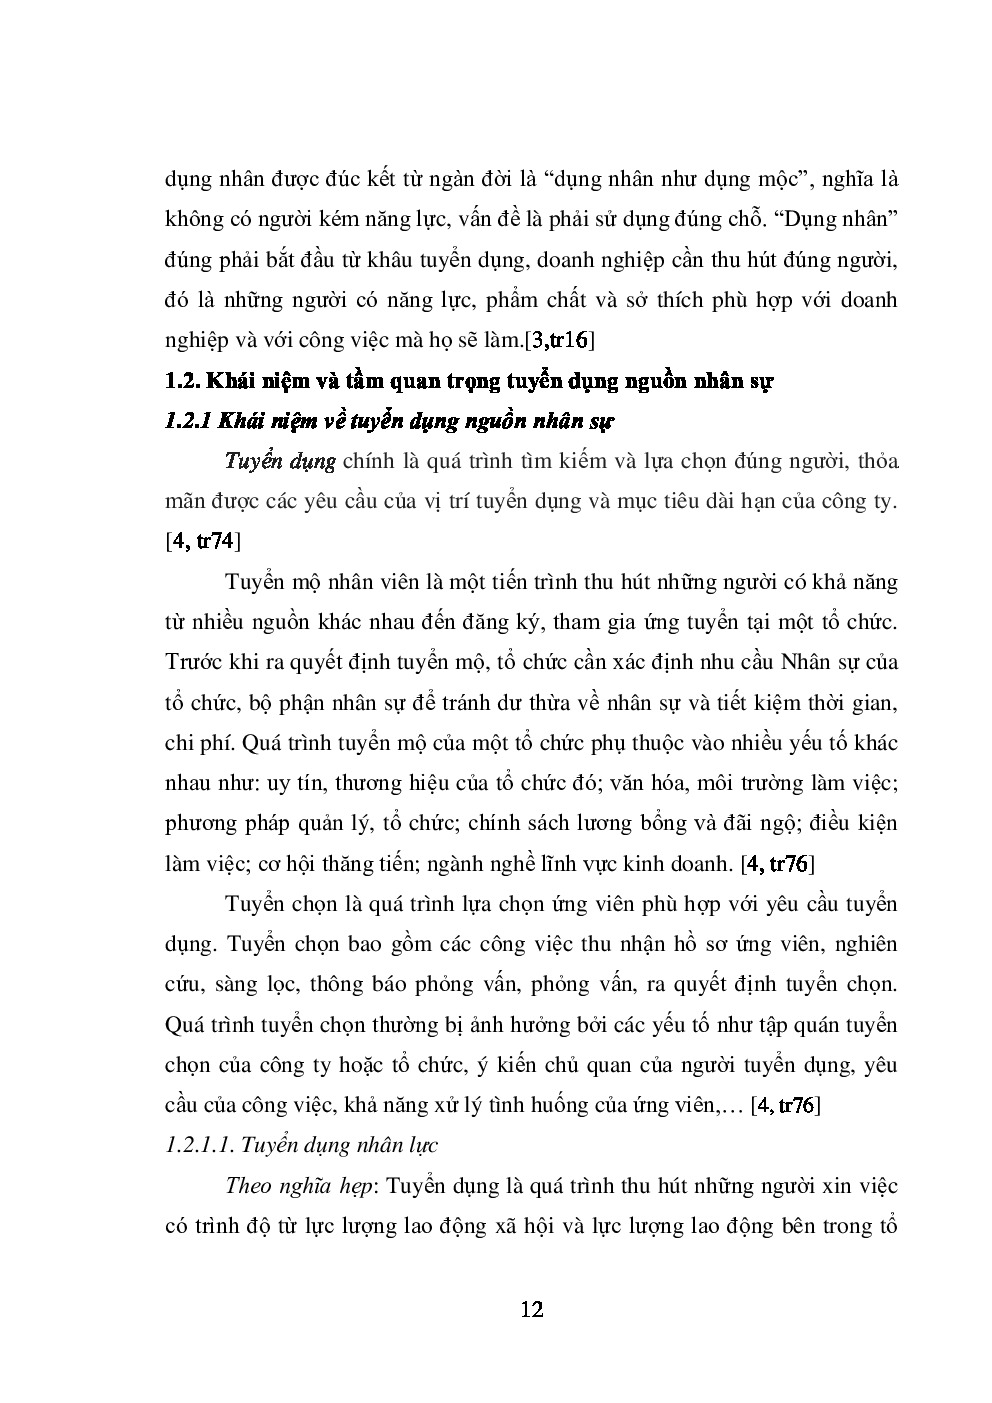 dụng nhân được đúc kết từ ngàn đời là “dụng nhân như dụng mộc”, nghĩa là
không có người kém năng lực, vấn đề là phải sử dụng đúng chỗ. “Dụng nhân”
đúng phải bắt đầu từ khâu tuyển dụng, doanh nghiệp cần thu hút đúng người,
đó là những người có năng lực, phẩm chất và sở thích phù hợp với doanh
nghiệp và với công việc mà họ sẽ làm.[3,tr16]
1.2. Khái niệm và tầm quan trọng tuyển dụng nguồn nhân sự
1.2.1 Khái niệm về tuyển dụng nguồn nhân sự
Tuyển dụng chính là quá trình tìm kiếm và lựa chọn đúng người, thỏa
mãn được các yêu cầu của vị trí tuyển dụng và mục tiêu dài hạn của công ty.
[4, tr74]
Tuyển mộ nhân viên là một tiến trình thu hút những người có khả năng
từ nhiều nguồn khác nhau đến đăng ký, tham gia ứng tuyển tại một tổ chức.
Trước khi ra quyết định tuyển mộ, tổ chức cần xác định nhu cầu Nhân sự của
tổ chức, bộ phận nhân sự để tránh dư thừa về nhân sự và tiết kiệm thời gian,
chi phí. Quá trình tuyển mộ của một tổ chức phụ thuộc vào nhiều yếu tố khác
nhau như: uy tín, thương hiệu của tổ chức đó; văn hóa, môi trường làm việc;
phương pháp quản lý, tổ chức; chính sách lương bổng và đãi ngộ; điều kiện
làm việc; cơ hội thăng tiến; ngành nghề lĩnh vực kinh doanh. [4, tr76]
Tuyển chọn là quá trình lựa chọn ứng viên phù hợp với yêu cầu tuyển
dụng. Tuyển chọn bao gồm các công việc thu nhận hồ sơ ứng viên, nghiên
cứu, sàng lọc, thông báo phỏng vấn, phỏng vấn, ra quyết định tuyển chọn.
Quá trình tuyển chọn thường bị ảnh hưởng bởi các yếu tố như tập quán tuyển
chọn của công ty hoặc tổ chức, ý kiến chủ quan của người tuyển dụng, yêu
cầu của công việc, khả năng xử lý tình huống của ứng viên,… [4, tr76]
1.2.1.1. Tuyển dụng nhân lực
Theo nghĩa hẹp: Tuyển dụng là quá trình thu hút những người xin việc
có trình độ từ lực lượng lao động xã hội và lực lượng lao động bên trong tổ
12